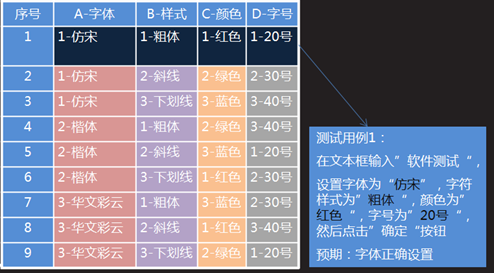 序号 A-字体 B-样式 C-颜色 D-字号
1 1-仿宋 1-粗体 1-红色 1-20号
2 1-仿宋 2-斜线 2-绿色 2-30号
3 1-仿宋 3-下划线 3-蓝色 3-40号
4 2-楷体 1-粗体 2-绿色 3-40号
5 2-楷体 2-斜线 3-蓝色 1-20号
6 2-楷体 3-下划线 1-红色 2-30号
7 3-华文彩云 1-粗体 3-蓝色 2-30号
8 3-华文彩云 2-斜线 1-红色 3-40号
9 3-华文彩云 3-下划线 2-绿色 1-20号
测试用例1：
在文本框输入”软件测试“，
设置字体为“仿宋”，字符
样式为”粗体“，颜色为”
红色“，字号为”20号“，
然后点击”确定“按钮
预期：字体正确设置